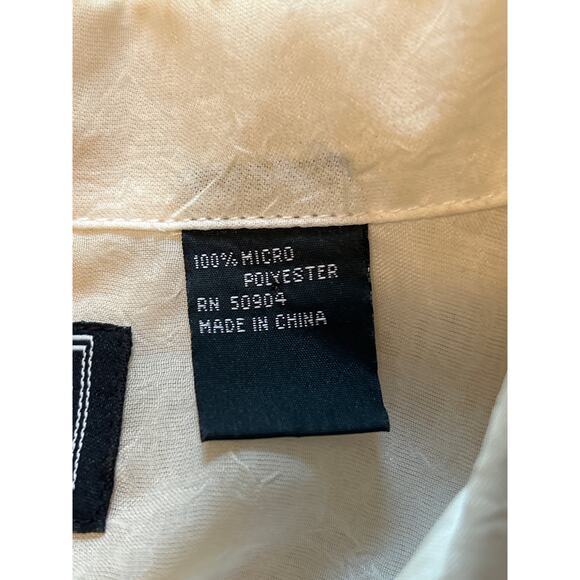 100% MICRO
POLYESTER
RN 50904
MADE IN CHINA